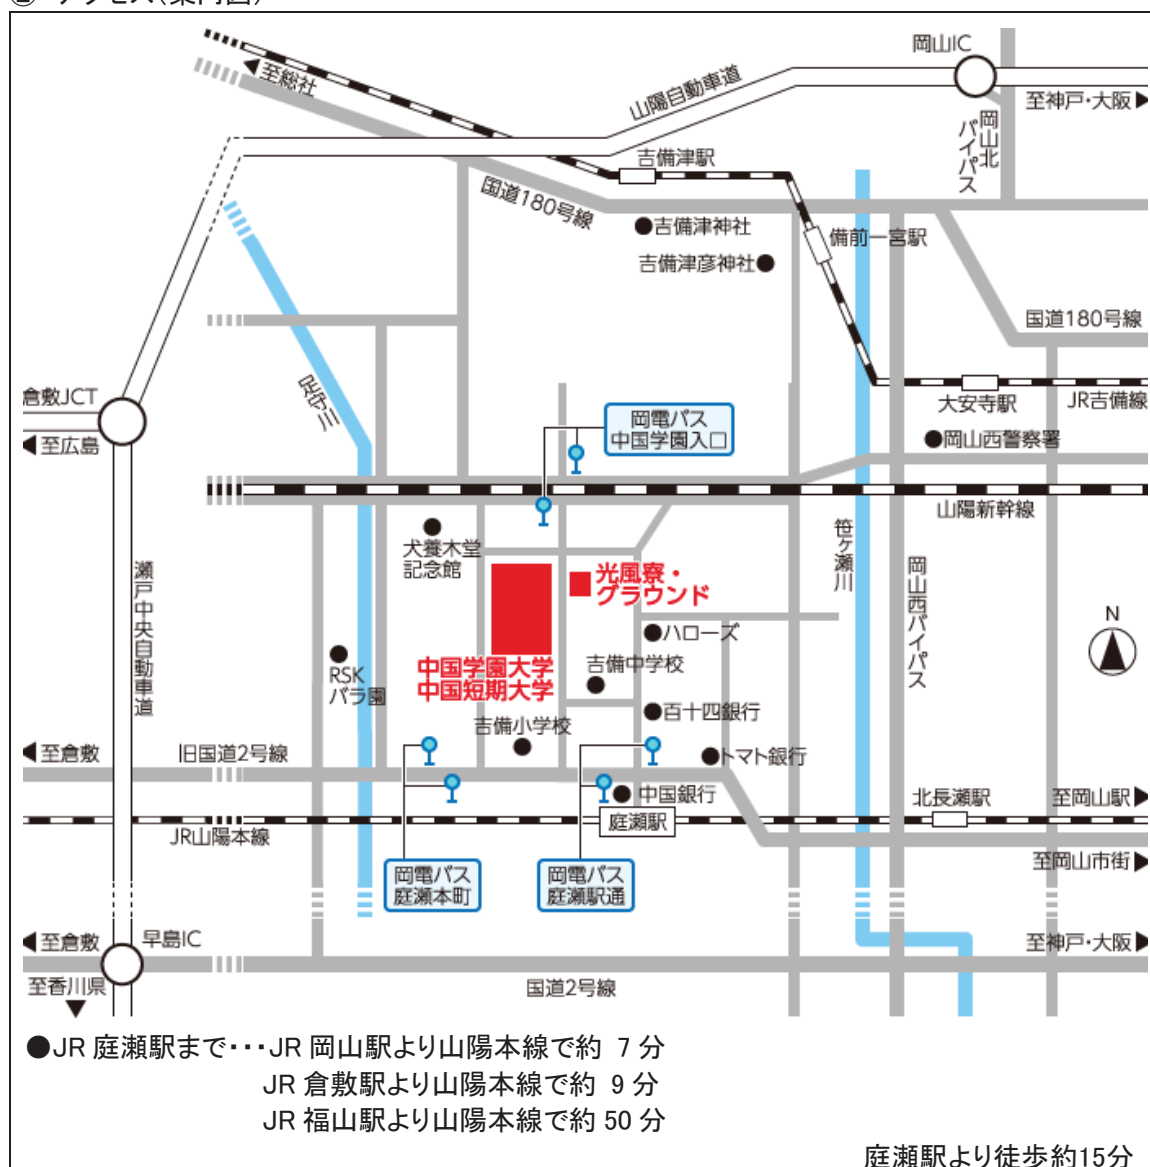 ② アクセス(案内図)
岡山IC
至総社
山陽自動車道
至神戸・大阪
岡山北
バイパス
吉備津駅
国道180号線
吉備津神社
備前一宮駅
吉備津彦神社
国道180号線
足守川
倉敷JCT
大安寺駅
JR吉備線
岡電バス
中国学園入口
至広島
岡山西警察署
山陽新幹線
犬養木堂
記念館
笹ヶ瀬川
瀬戸中央自動車道
光風寮・
グラウンド
岡山西バイパス
N
ハローズ
中国学園大学
中国短期大学
吉備中学校
RSK
バラ園
百十四銀行
吉備小学校
至倉敷
旧国道2号線
トマト銀行
中国銀行
北長瀬駅
至岡山駅
庭瀬駅
JR山陽本線
至岡山市街
岡電バス
庭瀬本町
岡電バス
庭瀬駅通
至倉敷
早島IC
至神戸・大阪
至香川県
国道2号線
●JR 庭瀬駅まで・・・JR 岡山駅より山陽本線で約 7 分
JR 倉敷駅より山陽本線で約 9 分
JR 福山駅より山陽本線で約 50 分
庭瀬駅より徒歩約15分